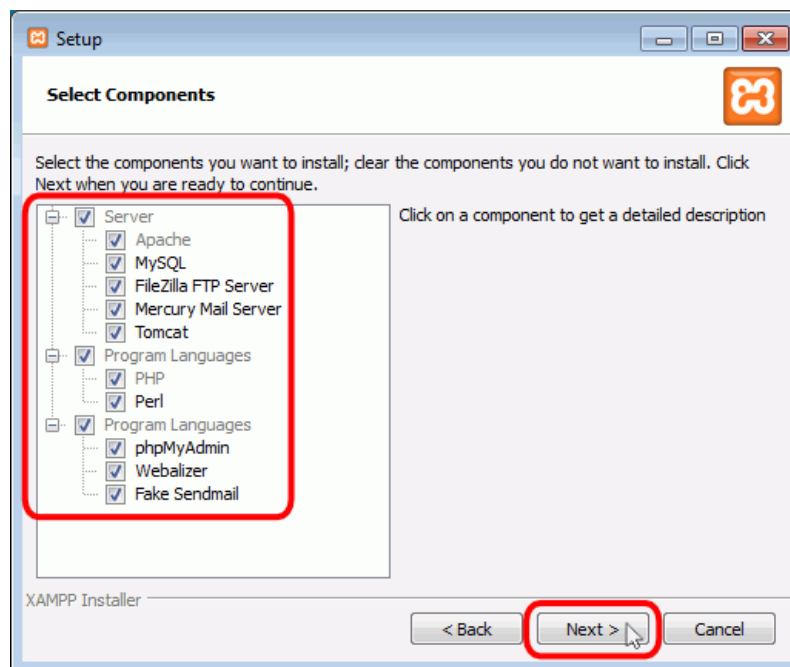 Setup
Select Components
Select the components you want to install; clear the components you do not want to install. Click
Next when you are ready to continue.
Server
Apache
MySQL
FileZilla FTP Server
Mercury Mail Server
Tomcat
Program Languages
PHP
Perl
Program Languages
phpMyAdmin
Webalizer
Fake Sendmail
Click on a component to get a detailed description
XAMPP Installer
< Back
Next >
Cancel